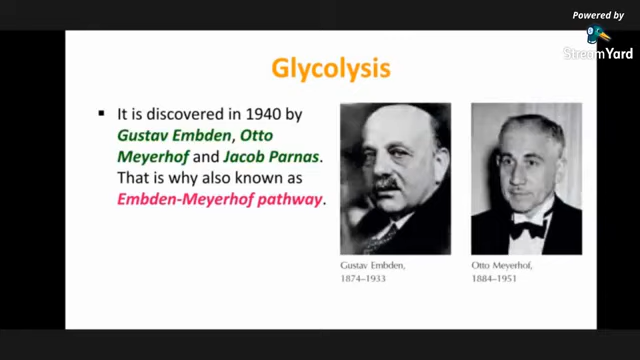 Powered by
StreamYard
Glycolysis
▪ It is discovered in 1940 by
Gustav Embden, Otto
Meyerhof and Jacob Parnas.
That is why also known as
Embden-Meyerhof pathway.
Gustav Embden,
1874–1933
Otto Meyerhof,
1884–1951